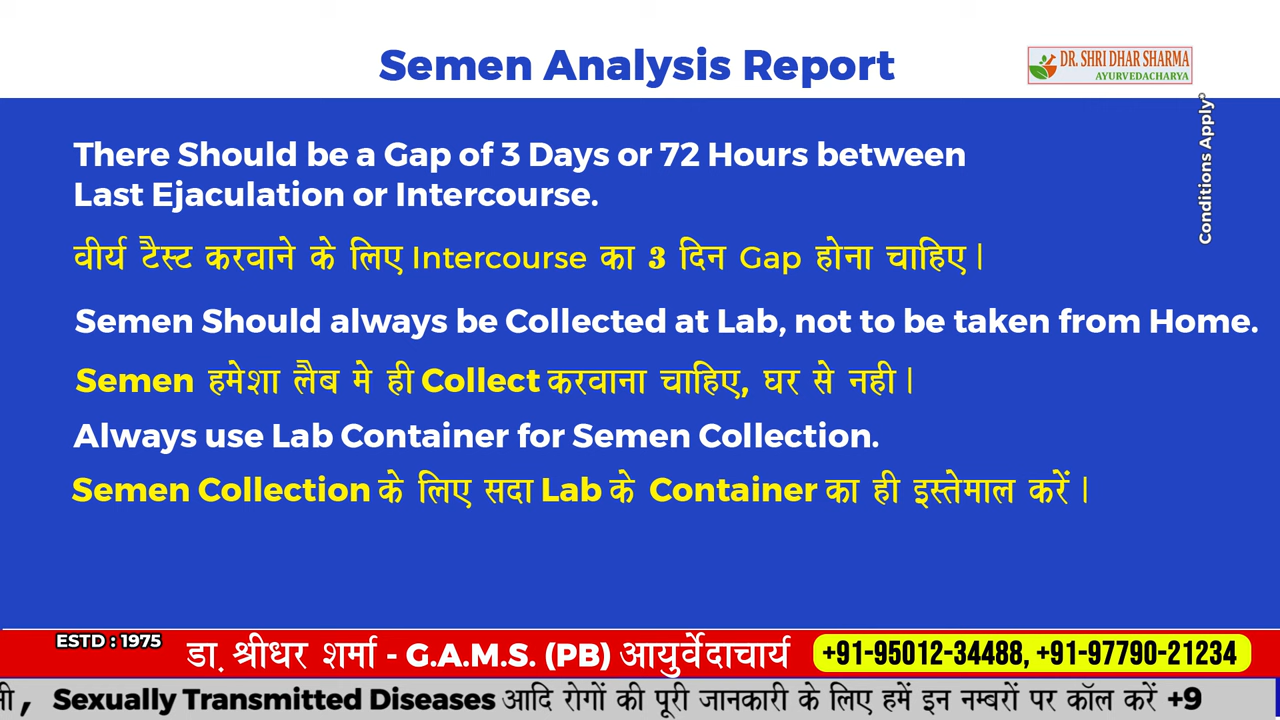 Semen Analysis Report
DR. SHRI DHAR SHARMA
AYURVEDACHARYA
Conditions Apply
There Should be a Gap of 3 Days or 72 Hours between
Last Ejaculation or Intercourse.
वीर्य टैस्ट करवाने के लिए Intercourse का 3 दिन Gap होना चाहिए |
Semen Should always be Collected at Lab, not to be taken from Home.
Semen हमेशा लैब मे ही Collect करवाना चाहिए, घर से नही |
Always use Lab Container for Semen Collection.
Semen Collection के लिए सदा Lab के Container का ही इस्तेमाल करें |
ESTD : 1975
डा. श्रीधर शर्मा - G.A.M.S. (PB) आयुर्वेदाचार्य
+91-95012-34488, +91-97790-21234
, Sexually Transmitted Diseases आदि रोगों की पूरी जानकारी के लिए हमें इन नम्बरों पर कॉल करें +9